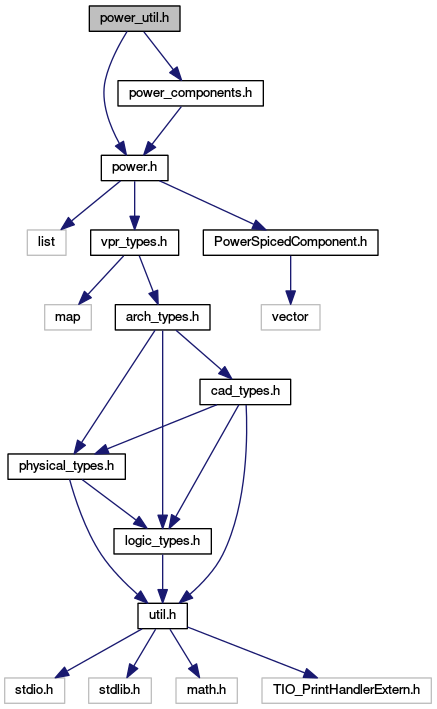 power_util.h
power_components.h
power.h
list
vpr_types.h
PowerSpicedComponent.h
map
arch_types.h
vector
cad_types.h
physical_types.h
logic_types.h
util.h
stdio.h
stdlib.h
math.h
TIO_PrintHandlerExtern.h